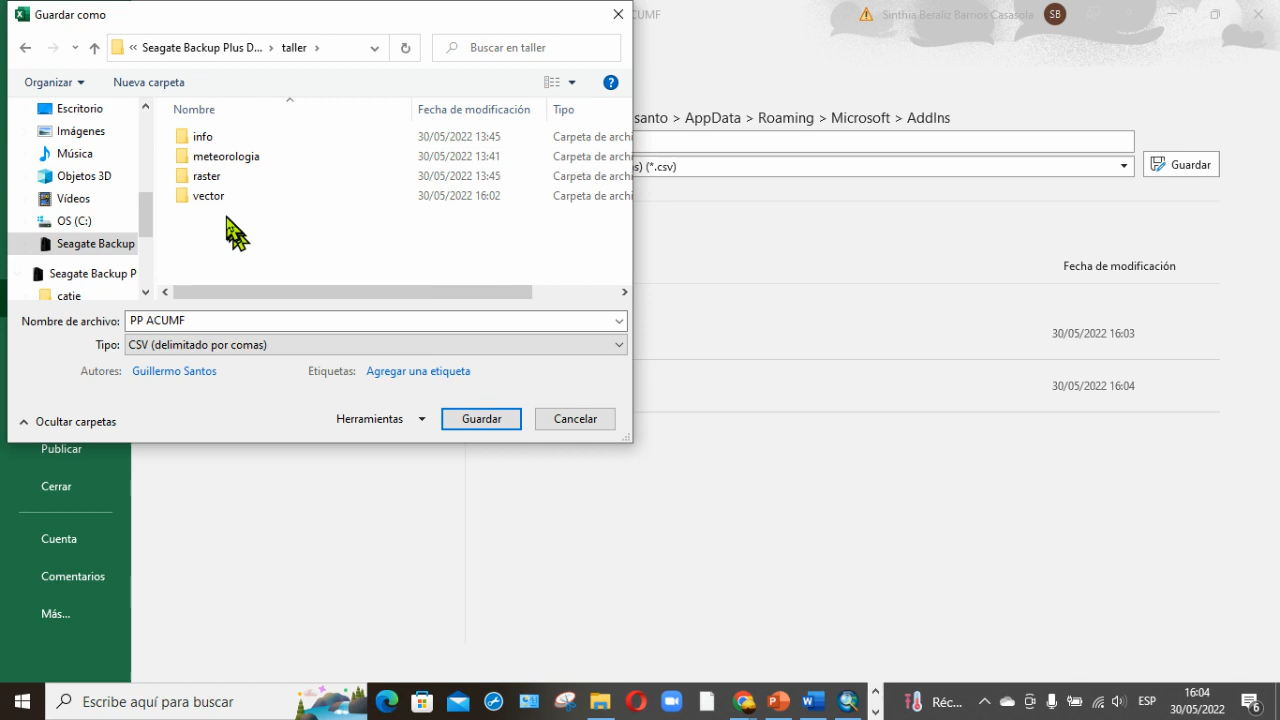 Guardar como
ACUMF
Sinthia Beraliz Barrios Casasola
SB
« Seagate Backup Plus D... › taller ›
Buscar en taller
Organizar
Nueva carpeta
Escritorio
Imágenes
Música
Objetos 3D
Vídeos
OS (C:)
Seagate Backup
Seagate Backup P
catie
Nombre
Fecha de modificación
Tipo
info
30/05/2022 13:45
Carpeta de archi
meteorologia
30/05/2022 13:41
Carpeta de archi
raster
30/05/2022 13:45
Carpeta de archi
vector
30/05/2022 16:02
Carpeta de archi
Nombre de archivo:
PP ACUMF
Tipo:
CSV (delimitado por comas)
Autores:
Guillermo Santos
Etiquetas:
Agregar una etiqueta
Ocultar carpetas
Herramientas
Guardar
Cancelar
santo > AppData > Roaming > Microsoft > AddIns
s) (*.csv)
Guardar
Fecha de modificación
30/05/2022 16:03
30/05/2022 16:04
Publicar
Cerrar
Cuenta
Comentarios
Más...
Escribe aquí para buscar
Réc...
ESP
16:04
30/05/2022
6